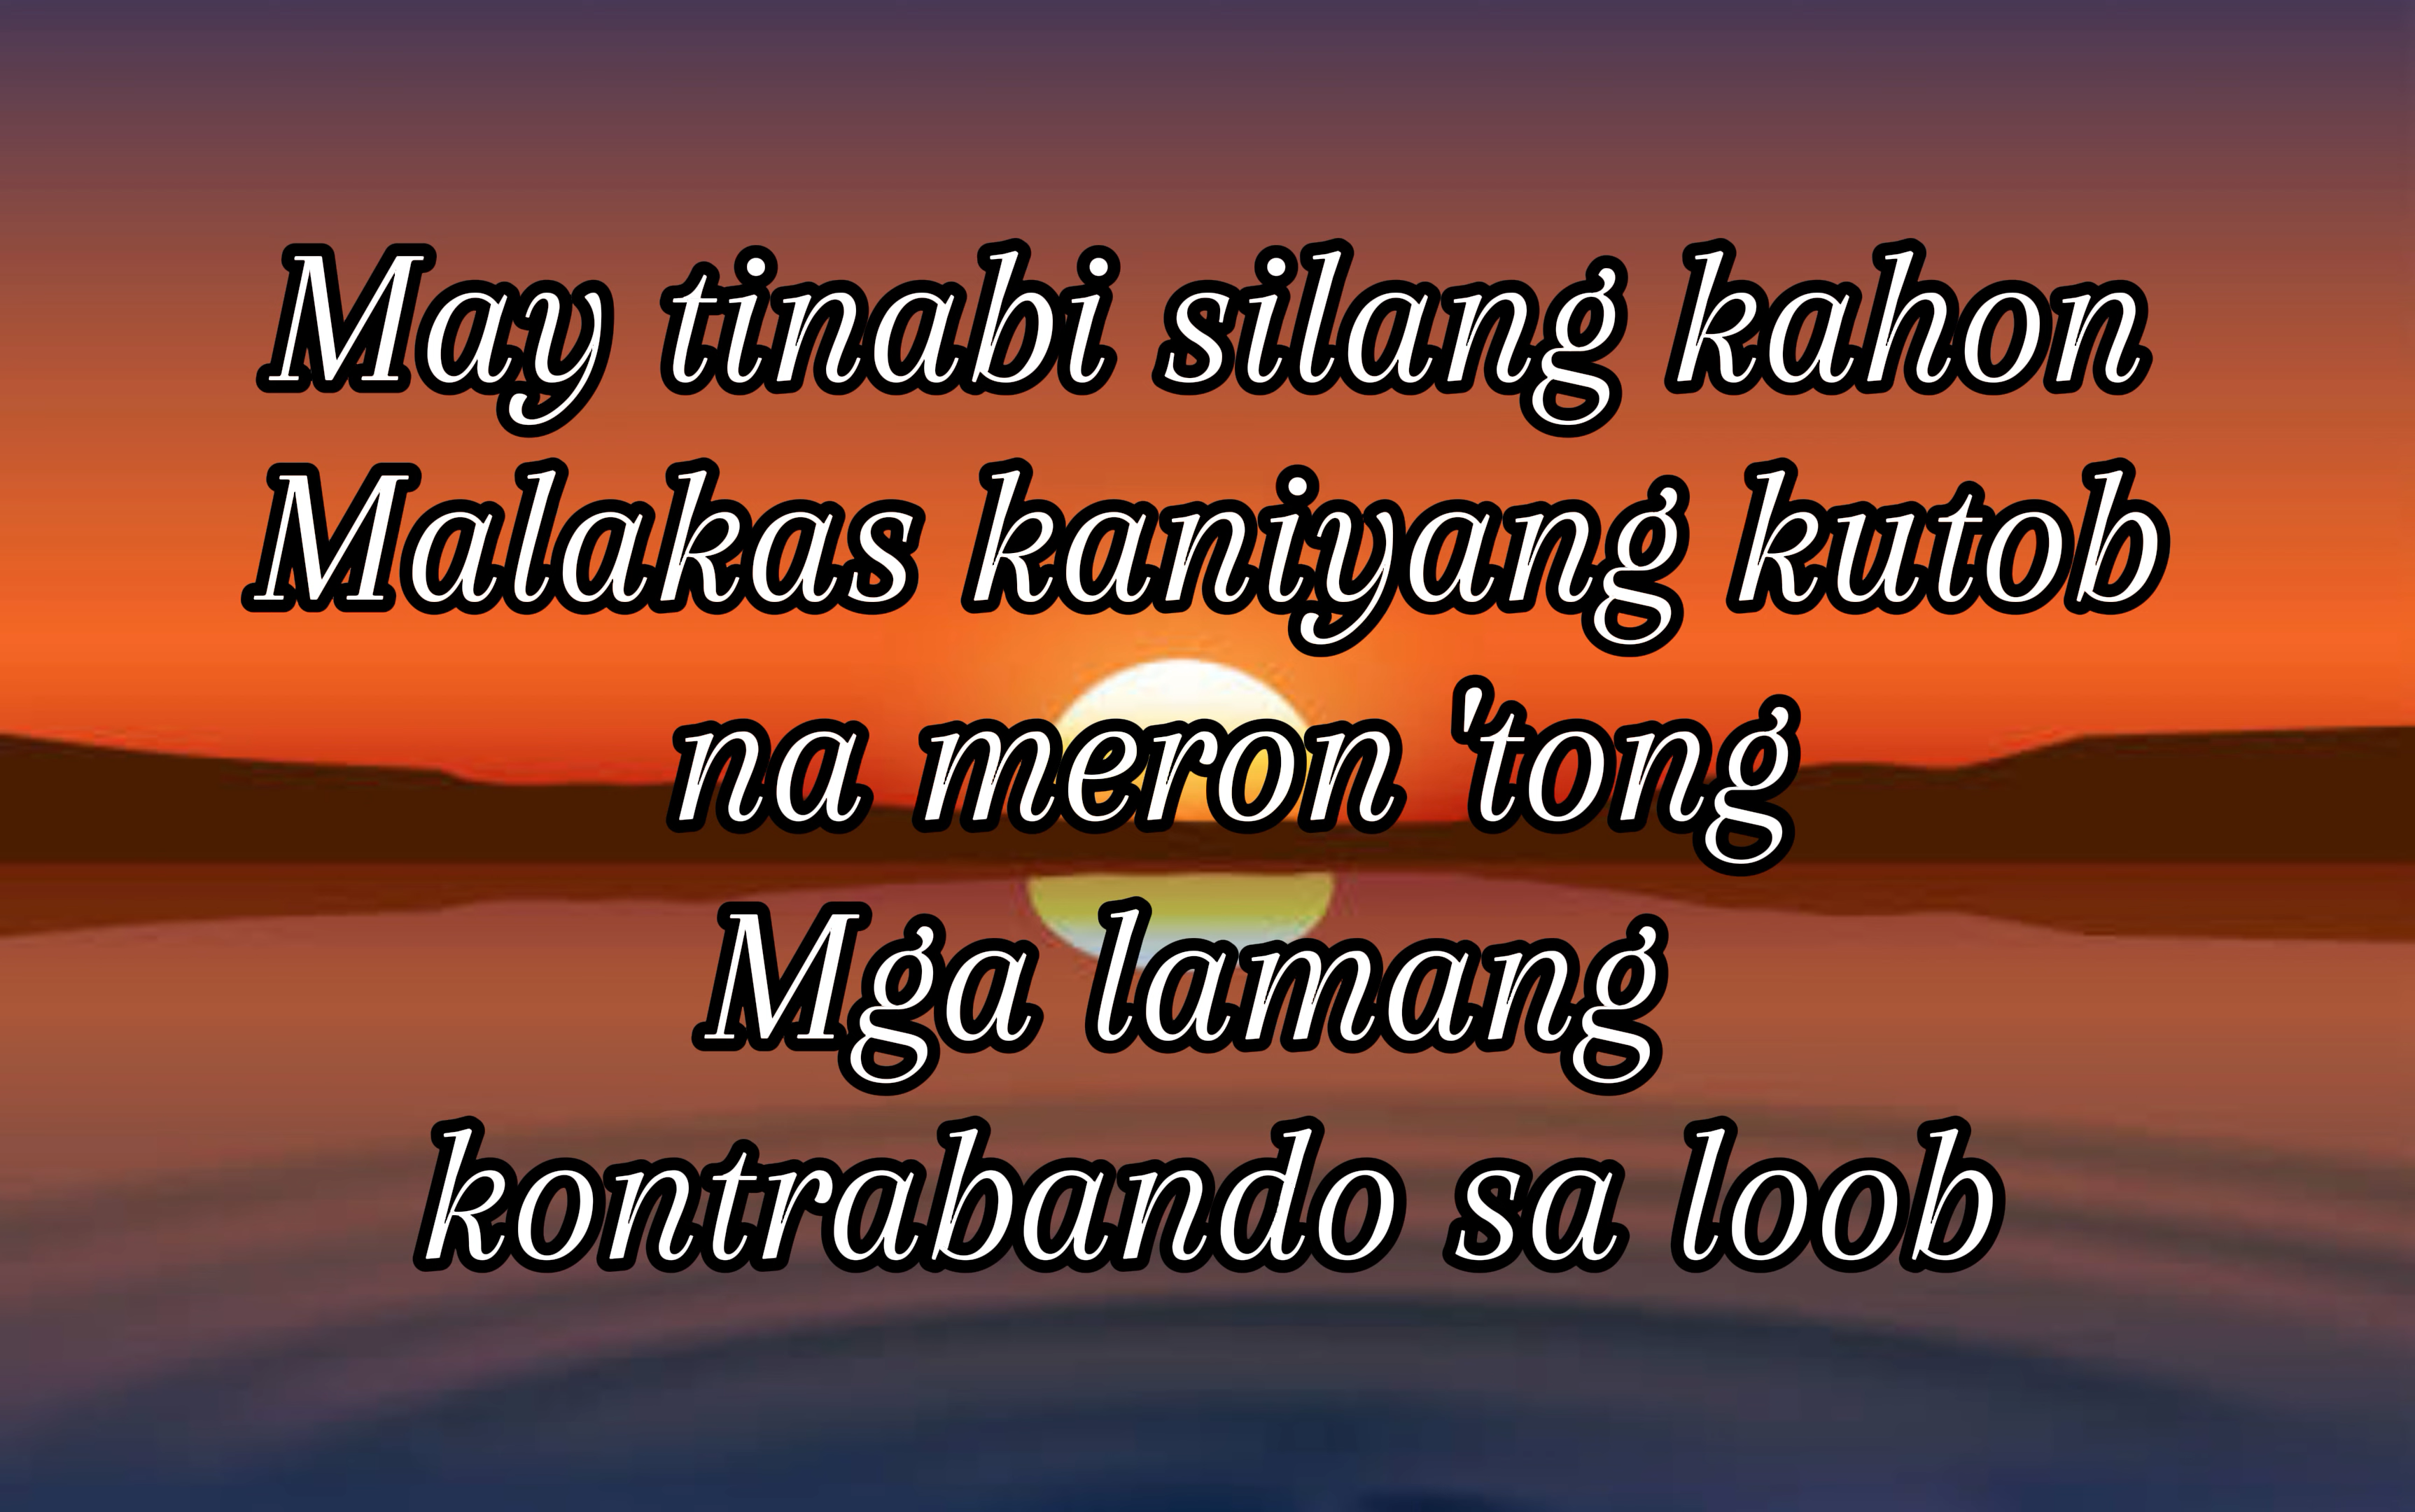 May tinabi silang kahon
Malakas kaniyang kutob
na meron 'tong
Mga lamang
kontrabando sa loob